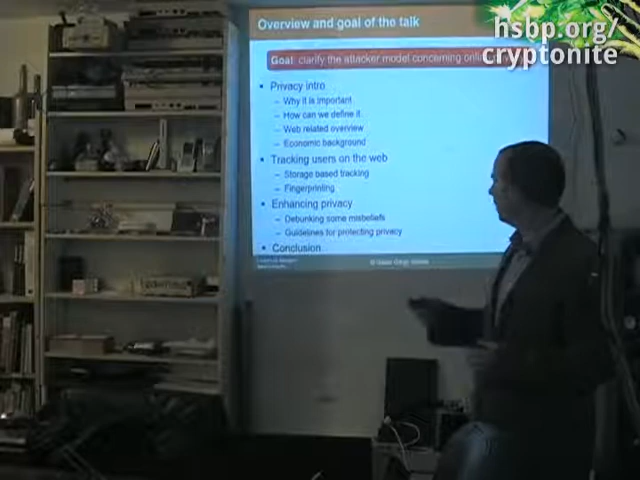 Overview and goal of the talk
hsbp.org/
cryptonite
Goal: clarify the attacker model concerning
Privacy intro
– Why it is important
– How can we define it
– Web related overview
– Economic background
Tracking users on the web
– Storage based tracking
– Fingerprinting
Enhancing privacy
– Debunking some misbeliefs
– Guidelines for protecting privacy
Conclusion